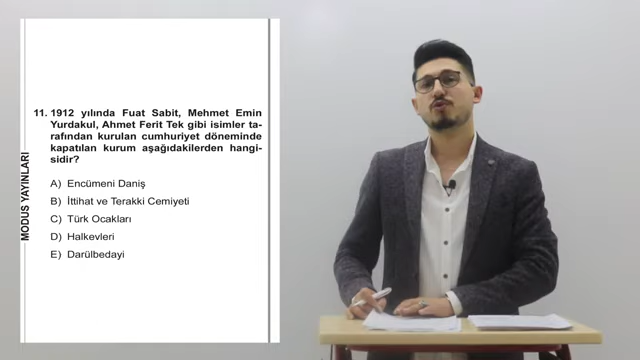 11. 1912 yılında Fuat Sabit, Mehmet Emin
Yurdakul, Ahmet Ferit Tek gibi isimler ta-
rafından kurulan cumhuriyet döneminde
kapatılan kurum aşağıdakilerden hangi-
sidir?
A) Encümeni Daniş
B) İttihat ve Terakki Cemiyeti
C) Türk Ocakları
D) Halkevleri
E) Darülbedayi
MODUS YAYINLARI